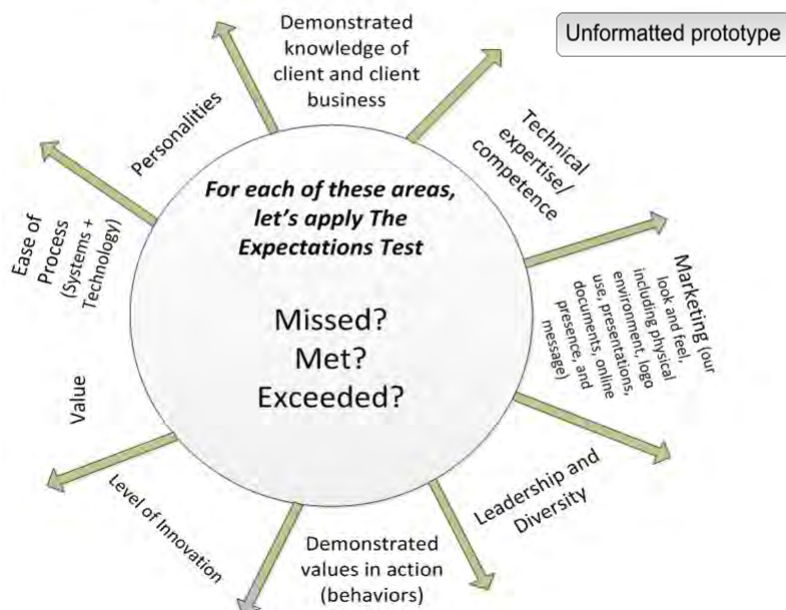 Unformatted prototype
Demonstrated
knowledge of
client and client
business
Technical
expertise/
competence
Marketing (our
look and feel,
including physical
environment, logo
use, presentations,
documents, online
presence, and
message)
Leadership and
Diversity
Demonstrated
values in action
(behaviors)
Level of Innovation
Value
Ease of
Process
(Systems +
Technology)
Personalities
For each of these areas,
let's apply The
Expectations Test
Missed?
Met?
Exceeded?